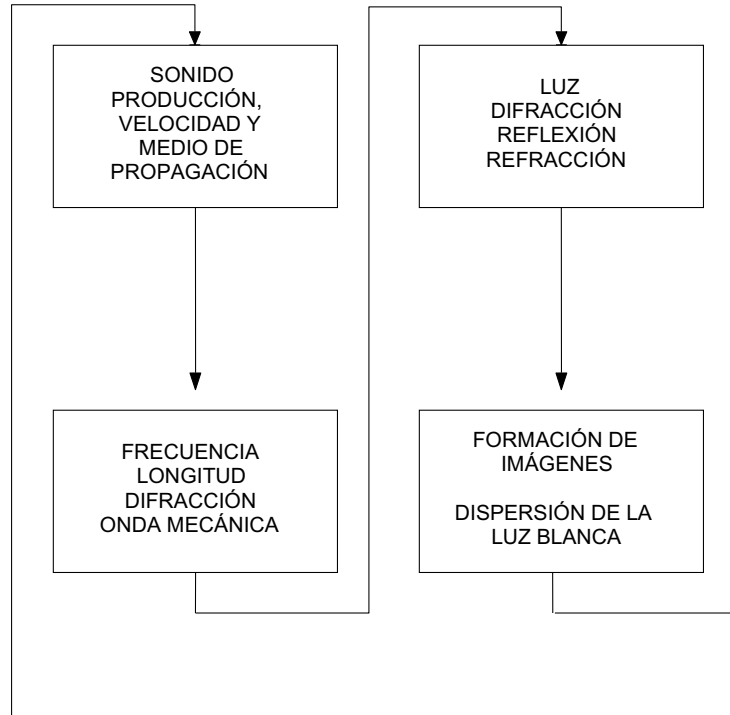 SONIDO
PRODUCCIÓN,
VELOCIDAD Y
MEDIO DE
PROPAGACIÓN
FRECUENCIA
LONGITUD
DIFRACCIÓN
ONDA MECÁNICA
LUZ
DIFRACCIÓN
REFLEXIÓN
REFRACCIÓN
FORMACIÓN DE
IMÁGENES
DISPERSIÓN DE LA
LUZ BLANCA